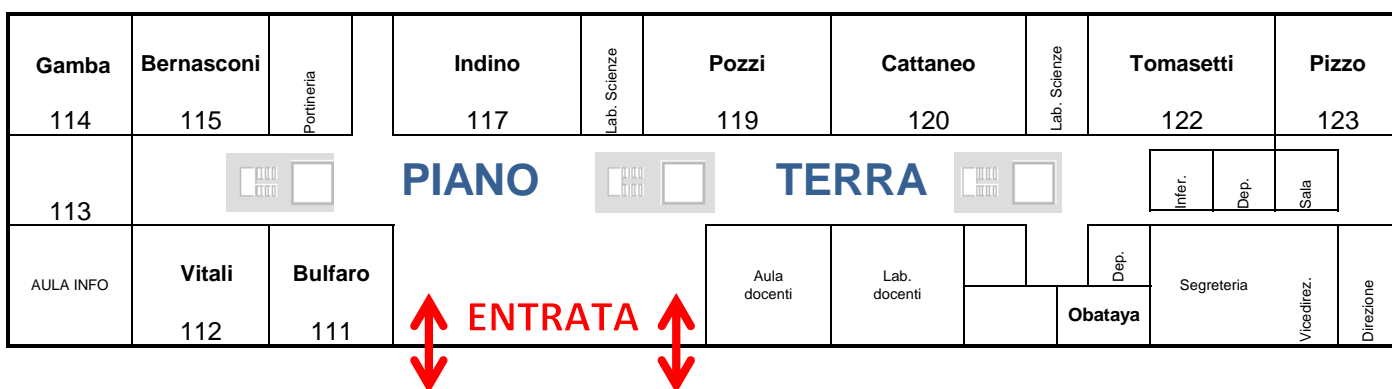 Gamba
114
Bernasconi
115
Portineria
Indino
117
Lab. Scienze
Pozzi
119
Cattaneo
120
Lab. Scienze
Tomasetti
122
Pizzo
123
113
PIANO
TERRA
Infer.
Dep.
Sala
AULA INFO
Vitali
112
Bulfaro
111
ENTRATA
Aula
docenti
Lab.
docenti
Obataya
Dep.
Segreteria
Vicedirez.
Direzione